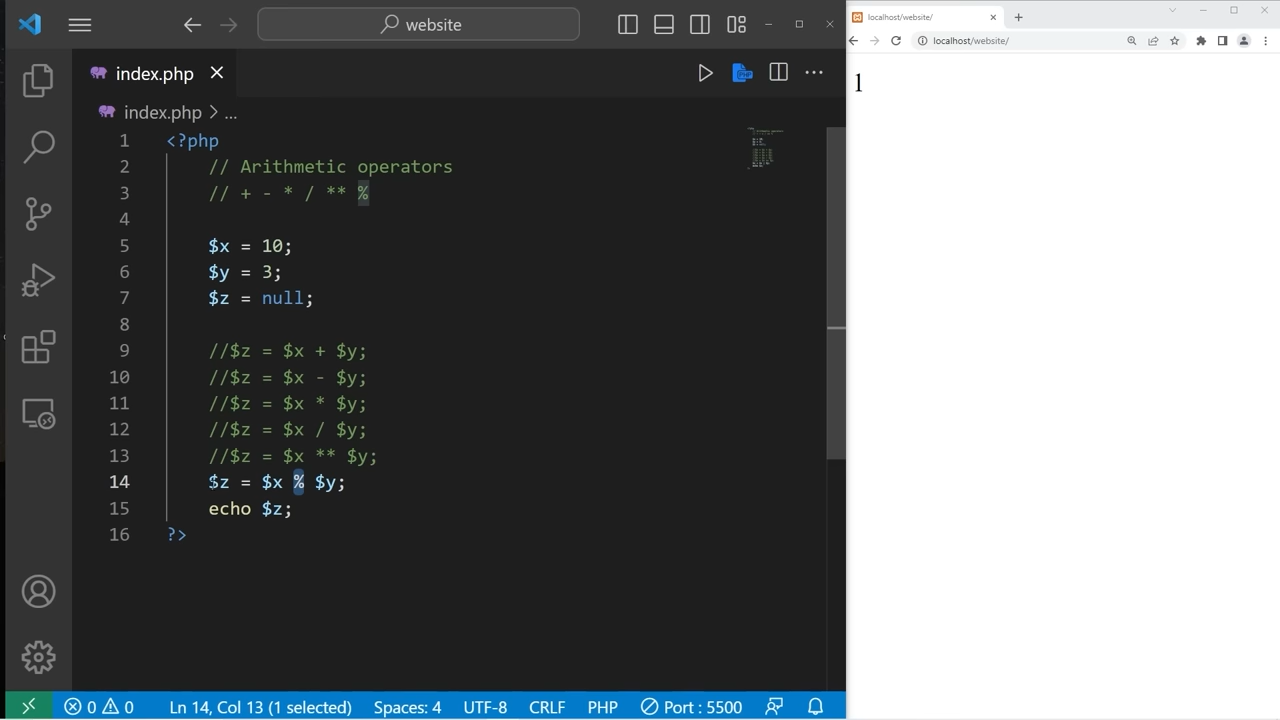 website
index.php
index.php > ...
1 <?php
2 // Arithmetic operators
3 // + - * / ** %
4
5 $x = 10;
6 $y = 3;
7 $z = null;
8
9 //$z = $x + $y;
10 //$z = $x - $y;
11 //$z = $x * $y;
12 //$z = $x / $y;
13 //$z = $x ** $y;
14 $z = $x % $y;
15 echo $z;
16 ?>
0 0 Ln 14, Col 13 (1 selected) Spaces: 4 UTF-8 CRLF PHP Port : 5500
localhost/website/
localhost/website/
1